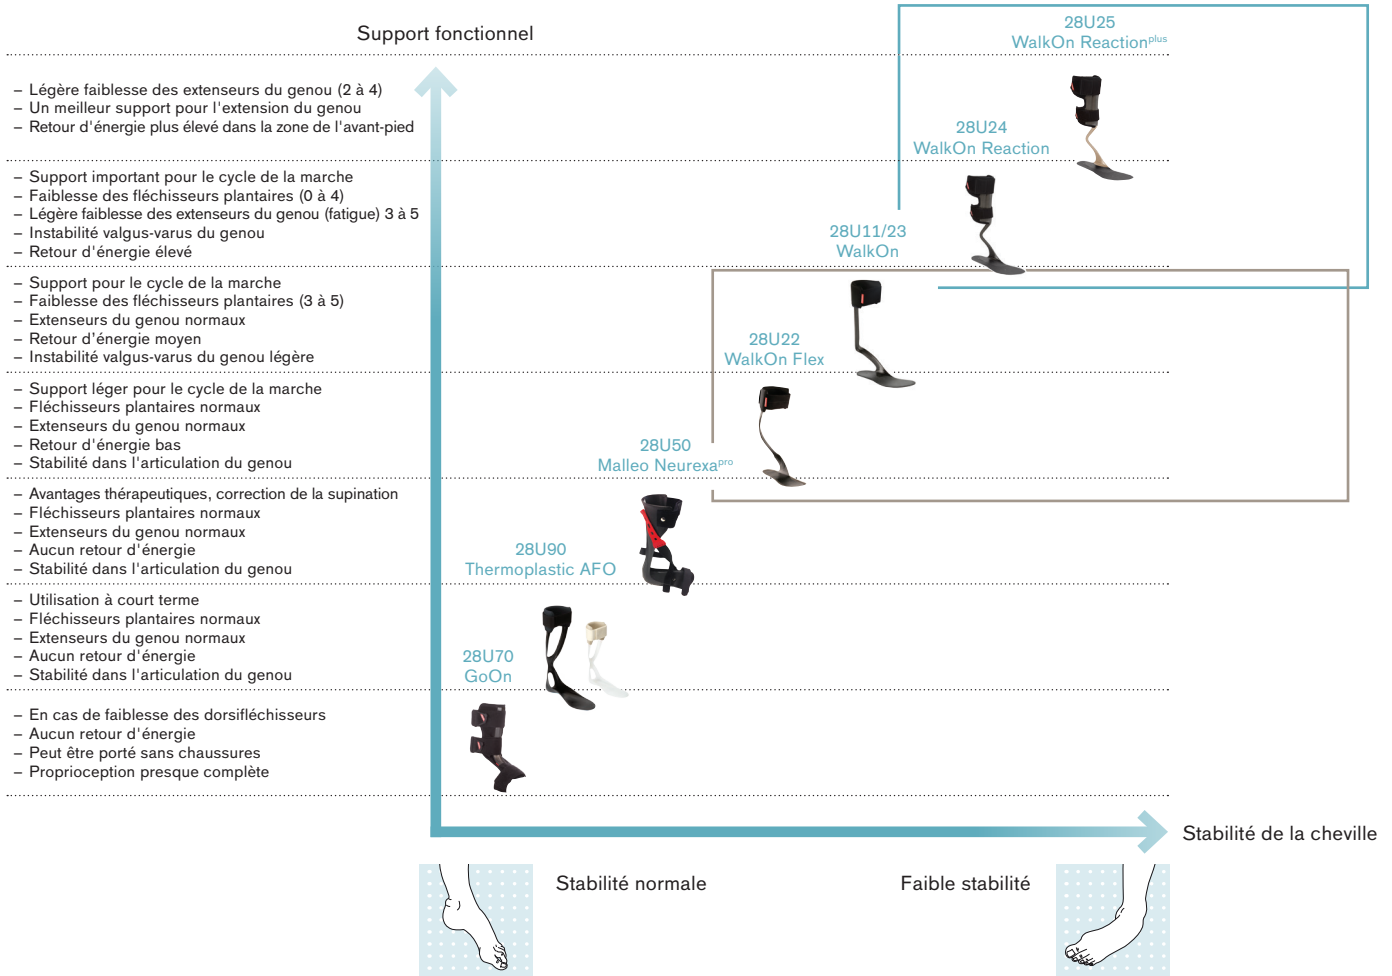 Support fonctionnel
28U25
WalkOn Reactionplus
– Légère faiblesse des extenseurs du genou (2 à 4)
– Un meilleur support pour l'extension du genou
– Retour d'énergie plus élevé dans la zone de l'avant-pied
28U24
WalkOn Reaction
– Support important pour le cycle de la marche
– Faiblesse des fléchisseurs plantaires (0 à 4)
– Légère faiblesse des extenseurs du genou (fatigue) 3 à 5
– Instabilité valgus-varus du genou
– Retour d'énergie élevé
28U11/23
WalkOn
– Support pour le cycle de la marche
– Faiblesse des fléchisseurs plantaires (3 à 5)
– Extenseurs du genou normaux
– Retour d'énergie moyen
– Instabilité valgus-varus du genou légère
28U22
WalkOn Flex
– Support léger pour le cycle de la marche
– Fléchisseurs plantaires normaux
– Extenseurs du genou normaux
– Retour d'énergie bas
– Stabilité dans l'articulation du genou
28U50
Malleo Neurexapro
– Avantages thérapeutiques, correction de la supination
– Fléchisseurs plantaires normaux
– Extenseurs du genou normaux
– Aucun retour d'énergie
– Stabilité dans l'articulation du genou
28U90
Thermoplastic AFO
– Utilisation à court terme
– Fléchisseurs plantaires normaux
– Extenseurs du genou normaux
– Aucun retour d'énergie
– Stabilité dans l'articulation du genou
28U70
GoOn
– En cas de faiblesse des dorsifléchisseurs
– Aucun retour d'énergie
– Peut être porté sans chaussures
– Proprioception presque complète
Stabilité de la cheville
Stabilité normale
Faible stabilité